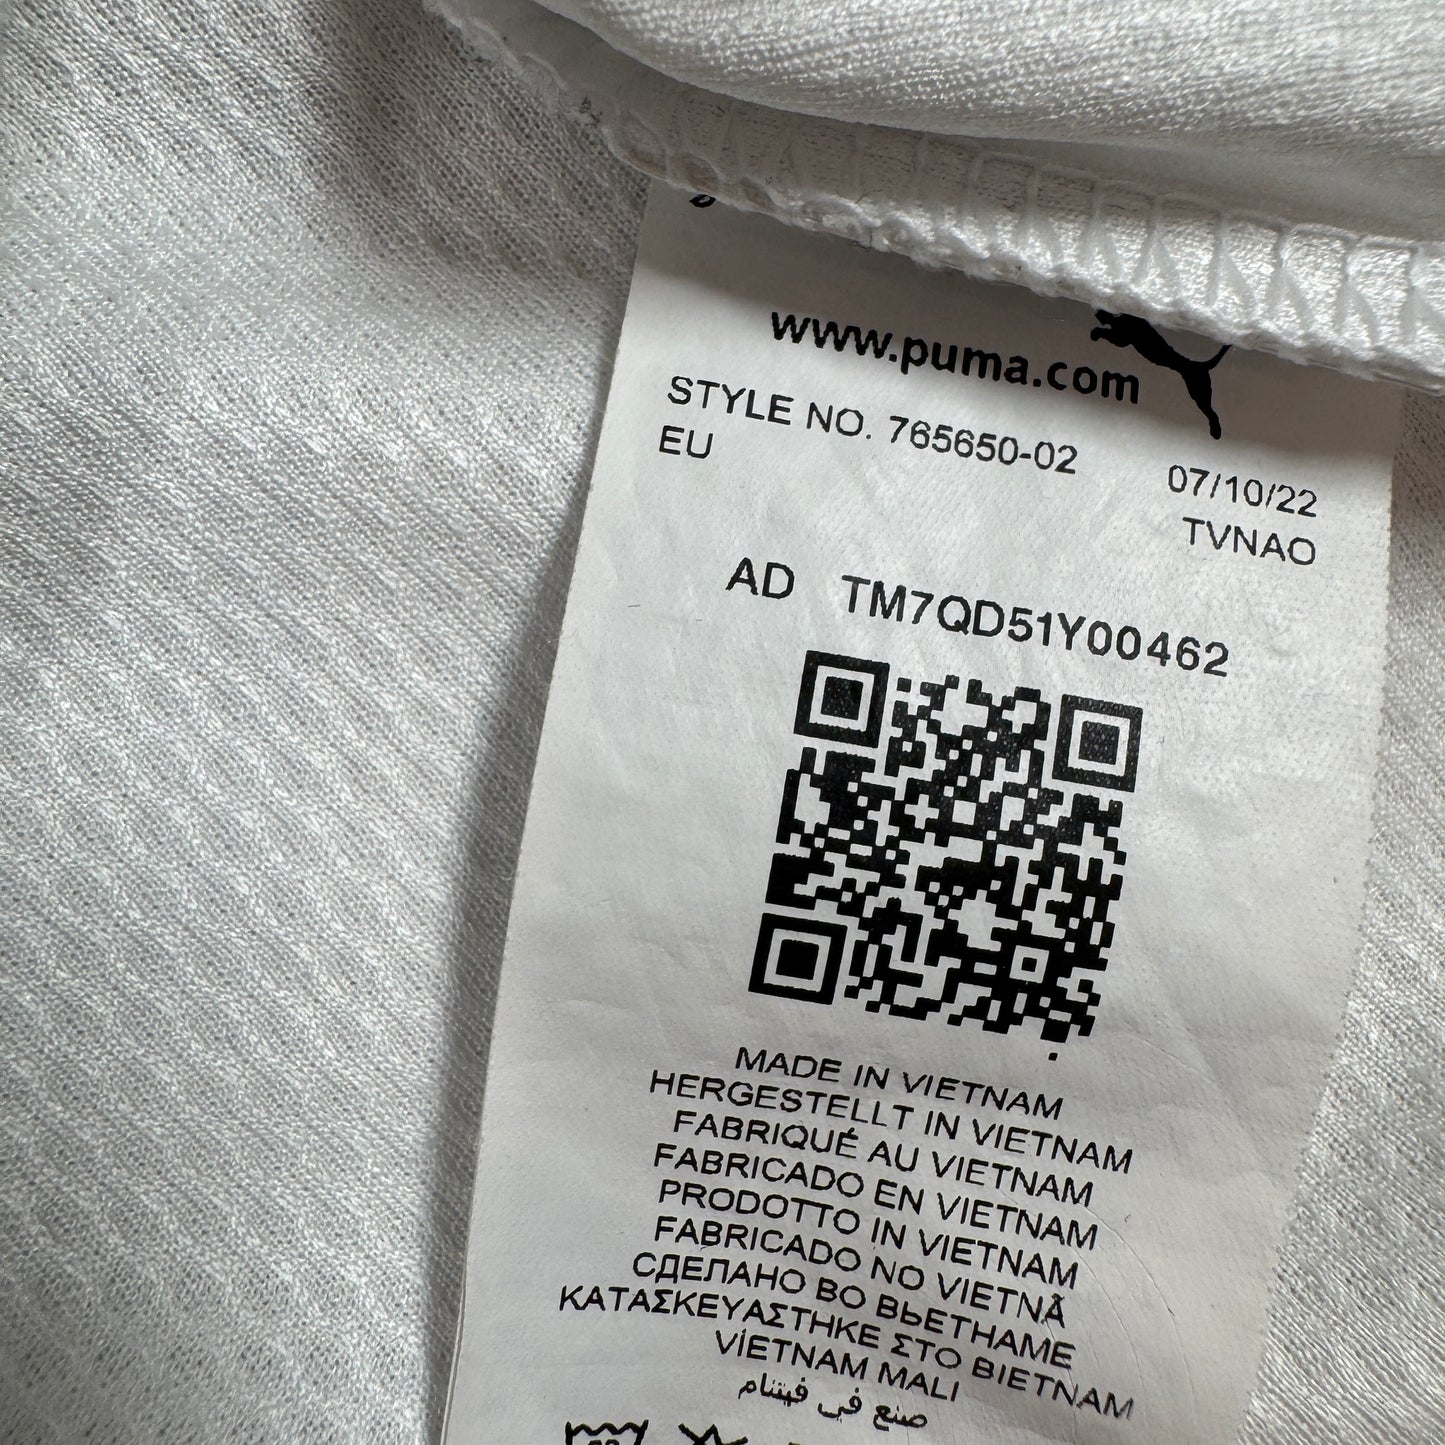 www.puma.com
STYLE NO. 765650-02
EU
07/10/22
TVNAO
AD TM7QD51Y00462
MADE IN VIETNAM
HERGESTELLT IN VIETNAM
FABRIQUÉ AU VIETNAM
FABRICADO EN VIETNAM
PRODOTTO IN VIETNAM
FABRICADO NO VIETNÃ
СДЕЛАНО ВО ВЬЕТНАМЕ
ΚΑΤΑΣΚΕΥΑΣΤΗΚΕ ΣΤΟ ΒΙΕΤΝΑΜ
VİETNAM MALI
صنع في فيتنام